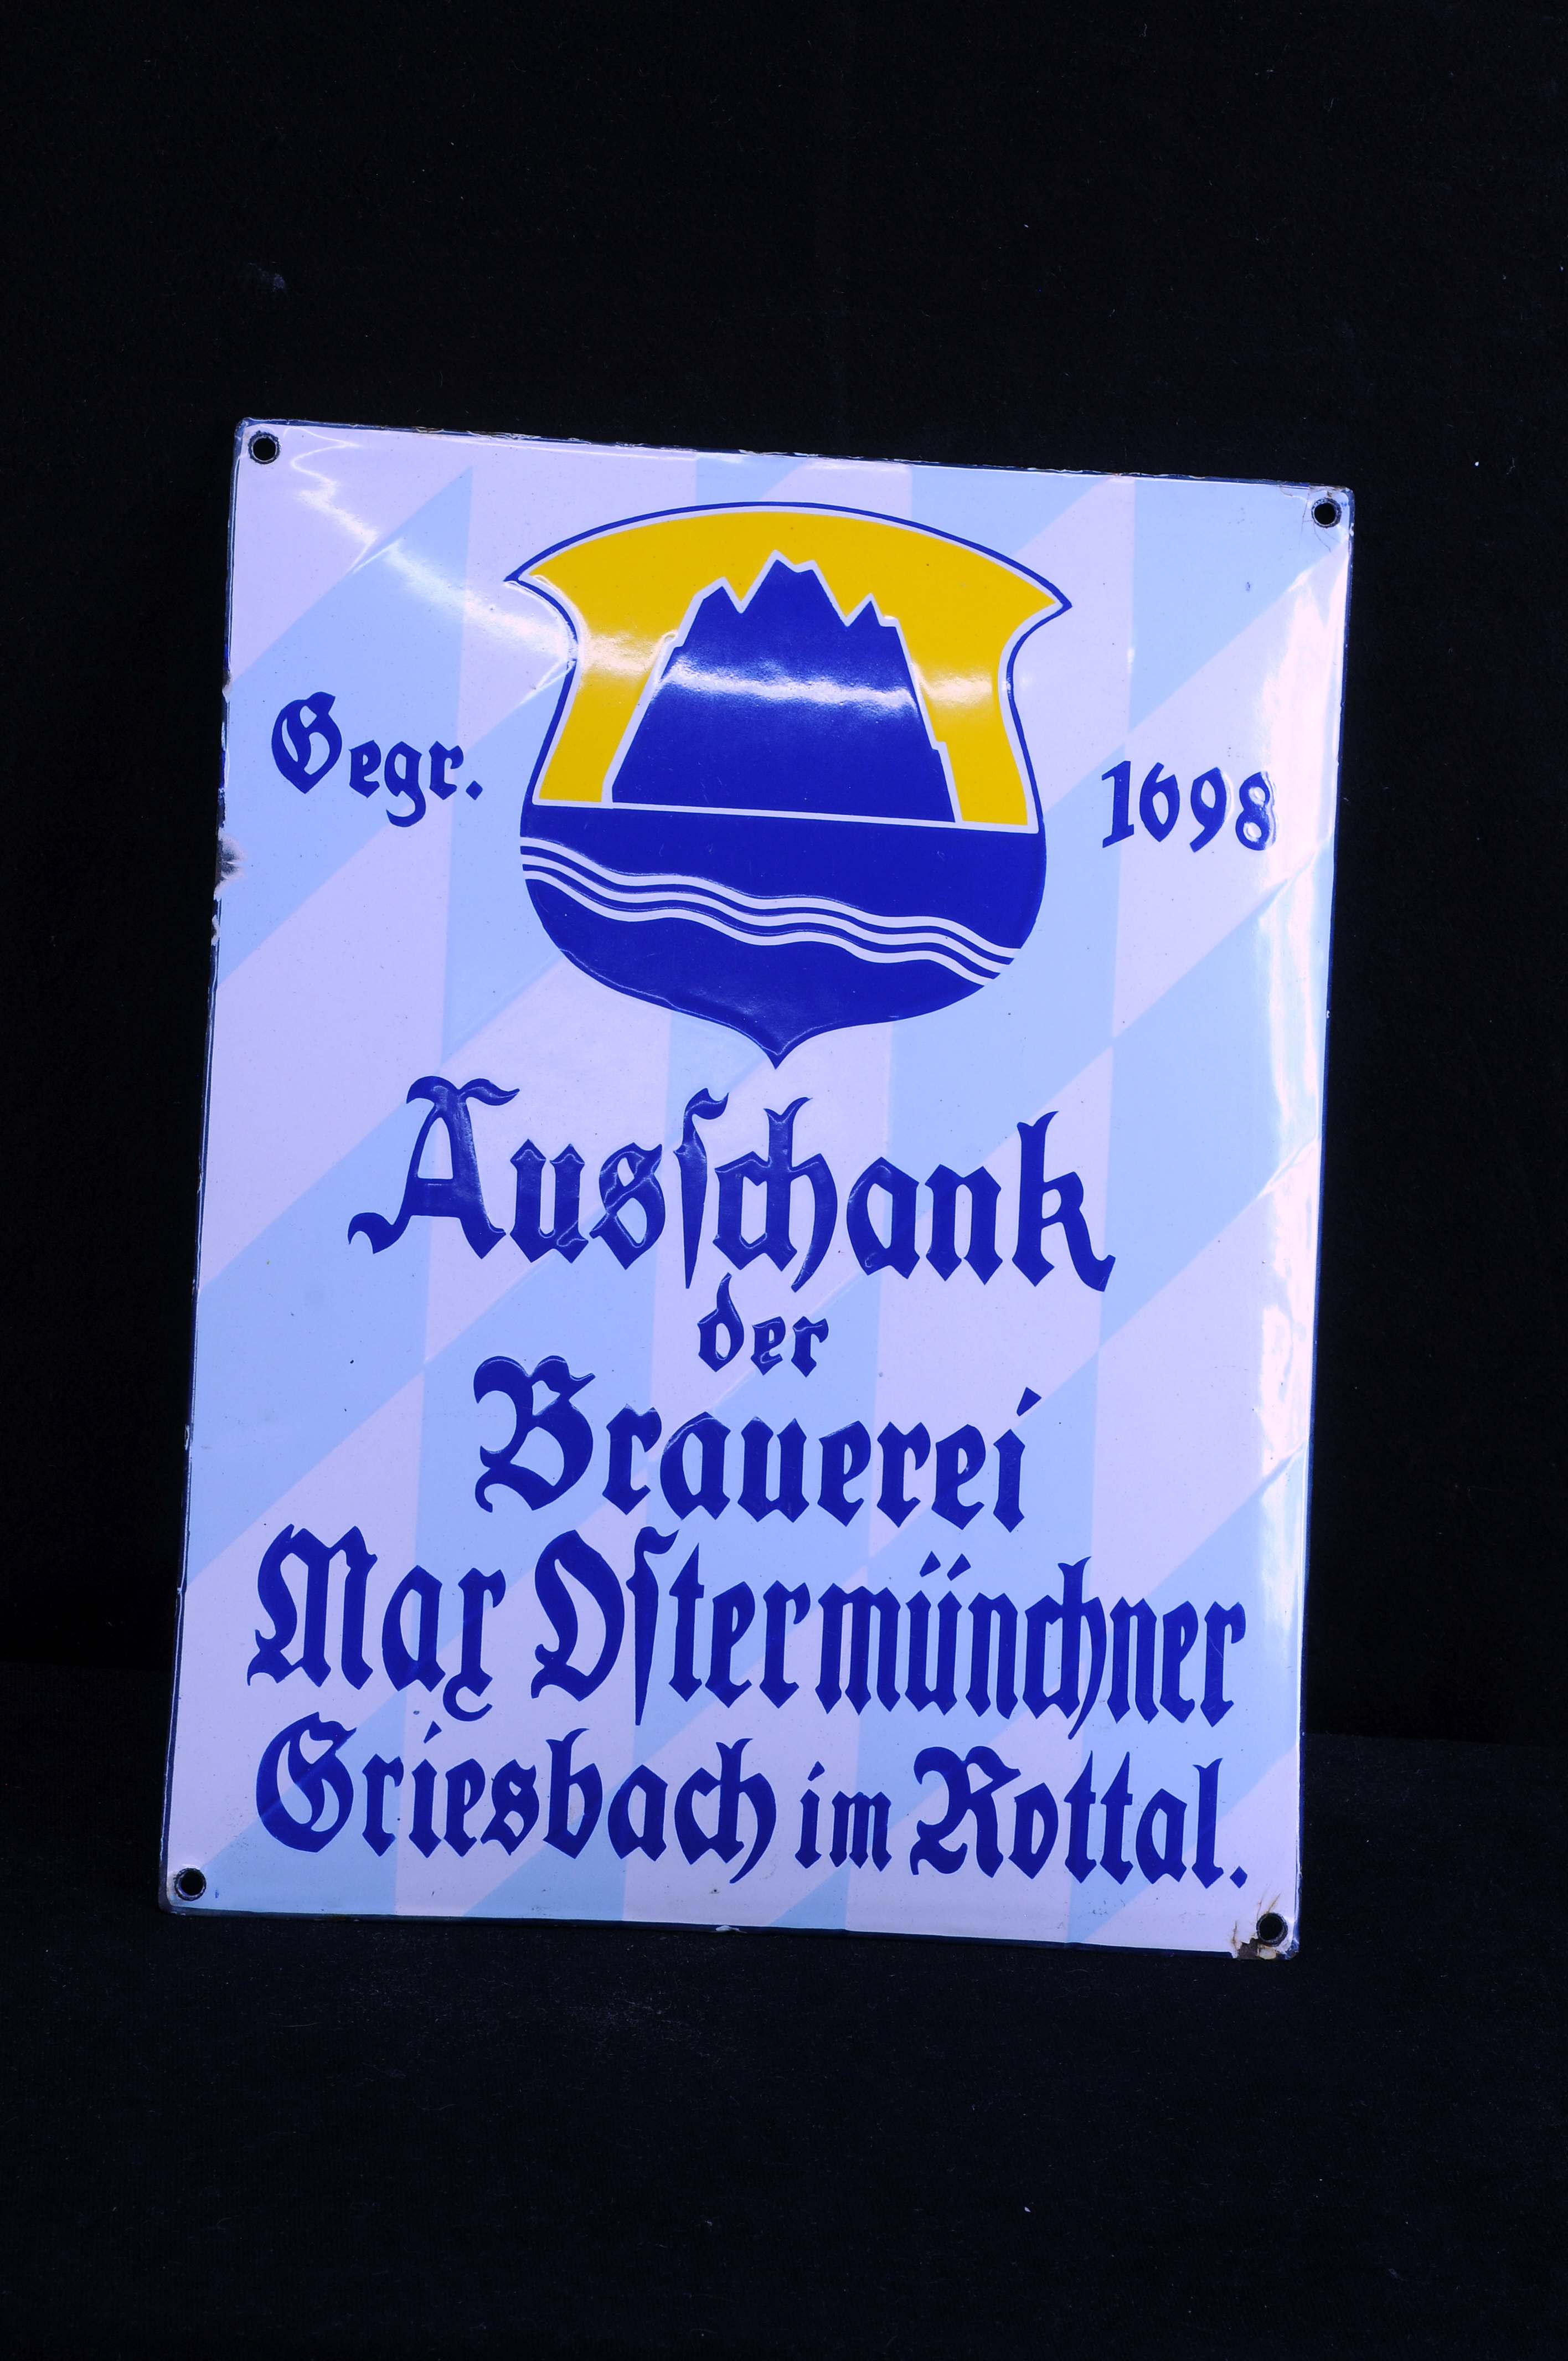 Gegr. 1698
Ausſchank
der
Brauerei
Max Oſtermünchner
Griesbach im Rottal.